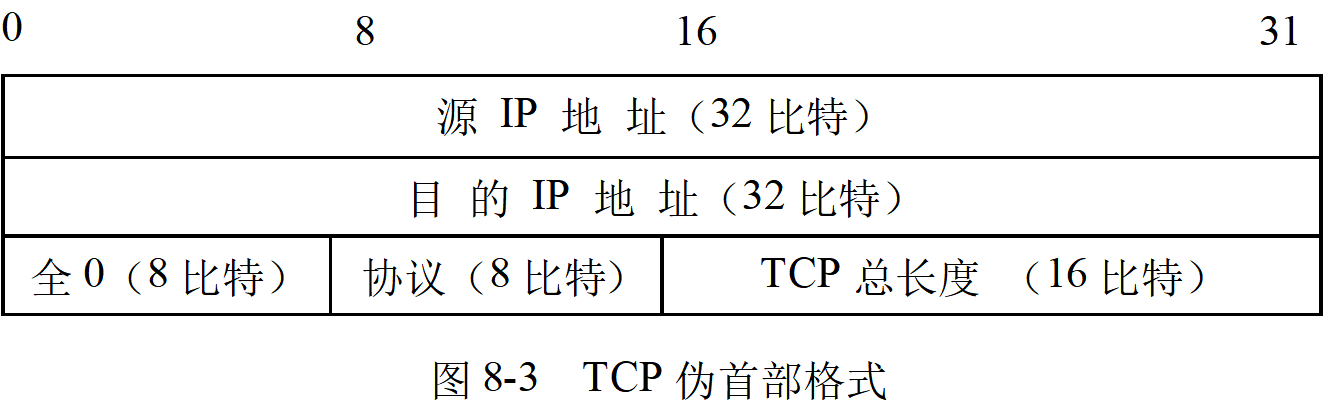 0 8 16 31
源 IP 地 址（32 比特）
目 的 IP 地 址（32 比特）
全 0（8 比特） 协议（8 比特） TCP 总长度 （16 比特）
图 8-3 TCP 伪首部格式